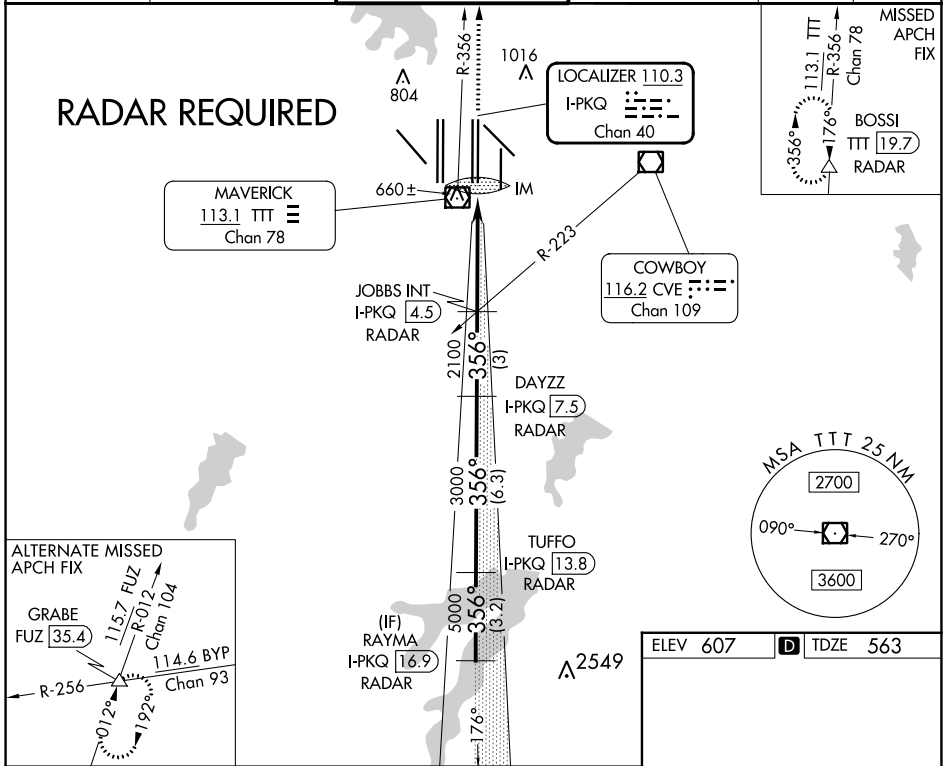 RADAR REQUIRED
804
R-356
1016
LOCALIZER 110.3
I-PKQ
Chan 40
MISSED
APCH
FIX
113.1 TTT
R-356
Chan 78
356°
176°
BOSSI
TTT 19.7
RADAR
MAVERICK
113.1 TTT
Chan 78
660 ±
IM
R-223
COWBOY
116.2 CVE
Chan 109
JOBBS INT
I-PKQ 4.5
RADAR
2100
356°
(3)
DAYZZ
I-PKQ 7.5
RADAR
3000
356°
(6.3)
MSA TTT 25 NM
2700
090°
270°
3600
TUFFO
I-PKQ 13.8
RADAR
5000
356°
(3.2)
(IF)
RAYMA
I-PKQ 16.9
RADAR
2549
176°
ALTERNATE MISSED
APCH FIX
115.7 FUZ
R-012
Chan 104
GRABE
FUZ 35.4
114.6 BYP
Chan 93
R-256
012°
192°
ELEV 607
D
TDZE 563